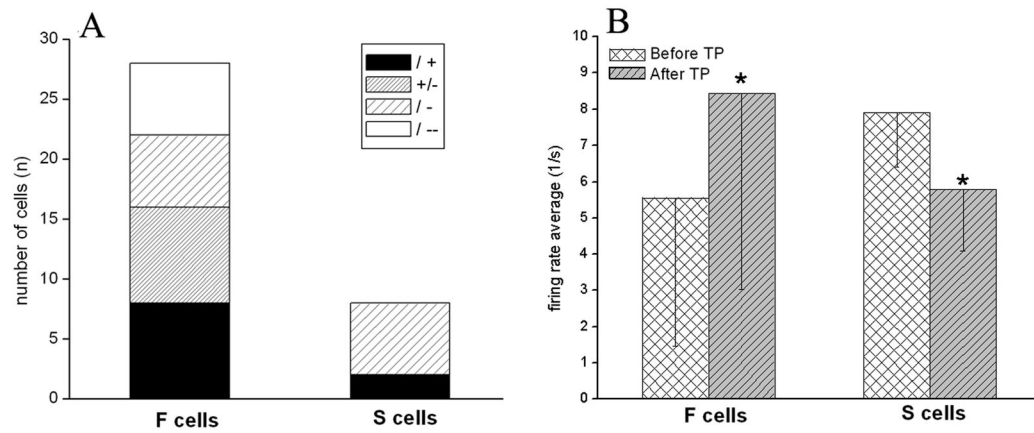 A
number of cells (n)
30
25
20
15
10
5
0
/ +
+/-
/ -
/ --
F cells
S cells
B
firing rate average (1/s)
10
9
8
7
6
5
4
3
2
1
0
Before TP
After TP
*
*
F cells
S cells